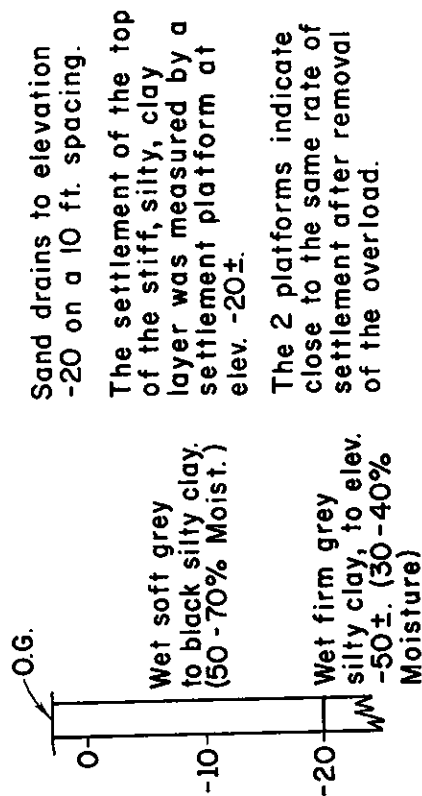 Sand drains to elevation
-20 on a 10 ft. spacing.
The settlement of the top
of the stiff, silty, clay
layer was measured by a
settlement platform at
elev. -20±.
The 2 platforms indicate
close to the same rate of
settlement after removal
of the overload.
O.G.
0
Wet soft grey
to black silty clay.
(50-70% Moist.)
-10
-20
Wet firm grey
silty clay, to elev.
-50±. (30-40%
Moisture)